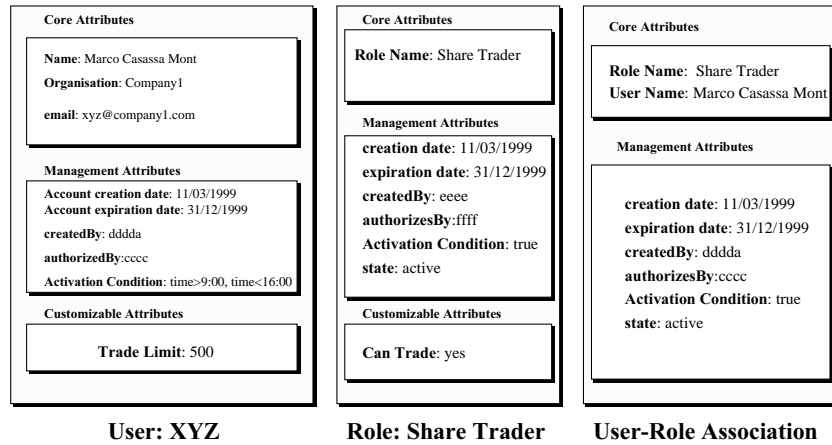 Core Attributes
Name: Marco Casassa Mont
Organisation: Company1
email: xyz@company1.com
Management Attributes
Account creation date: 11/03/1999
Account expiration date: 31/12/1999
createdBy: dddda
authorizedBy:cccc
Activation Condition: time>9:00, time<16:00
Customizable Attributes
Trade Limit: 500
User: XYZ
Core Attributes
Role Name: Share Trader
Management Attributes
creation date: 11/03/1999
expiration date: 31/12/1999
createdBy: eeee
authorizesBy:ffff
Activation Condition: true
state: active
Customizable Attributes
Can Trade: yes
Role: Share Trader
Core Attributes
Role Name: Share Trader
User Name: Marco Casassa Mont
Management Attributes
creation date: 11/03/1999
expiration date: 31/12/1999
createdBy: dddda
authorizesBy:cccc
Activation Condition: true
state: active
User-Role Association